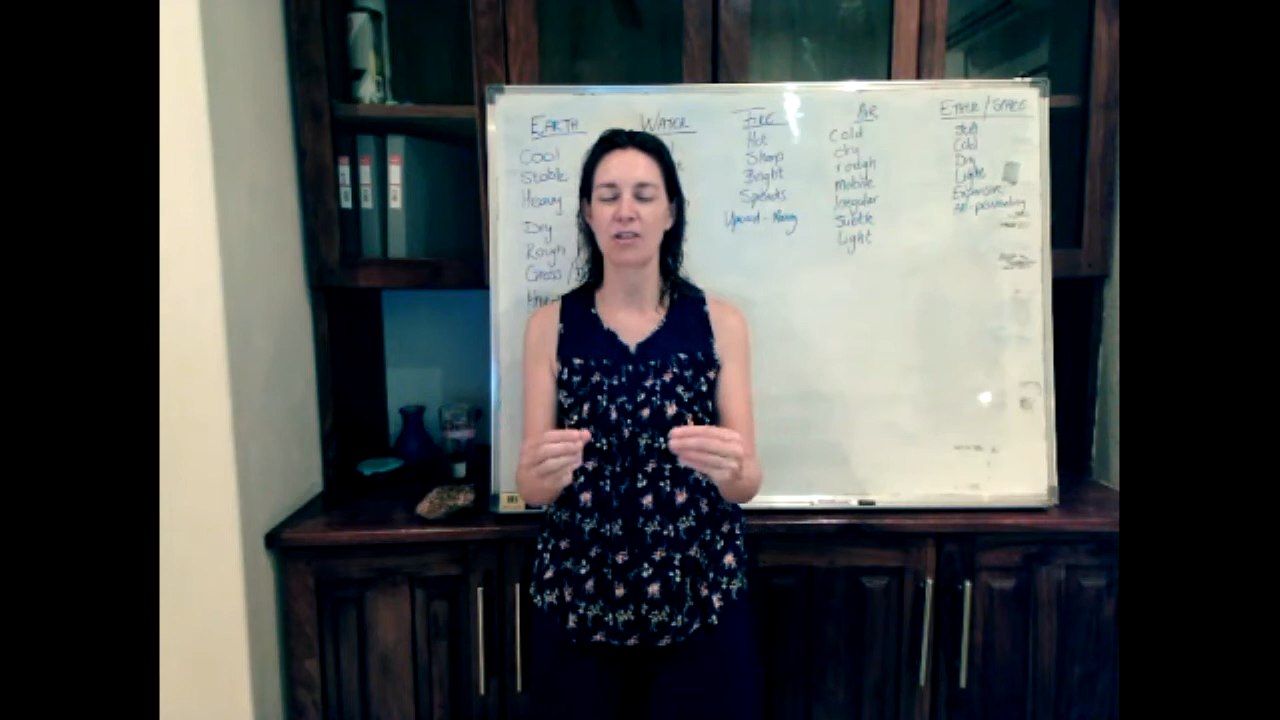 EARTH
Cool
Stable
Heavy
Dry
Rough
Gross /
WATER
FIRE
Hot
Sharp
Bright
Spreads
Upward - Moving
AIR
Cold
dry
rough
Mobile
Irregular
Subtle
Light
ETHER/SPACE
Cold
Dry
Light
Expansive
All-pervading